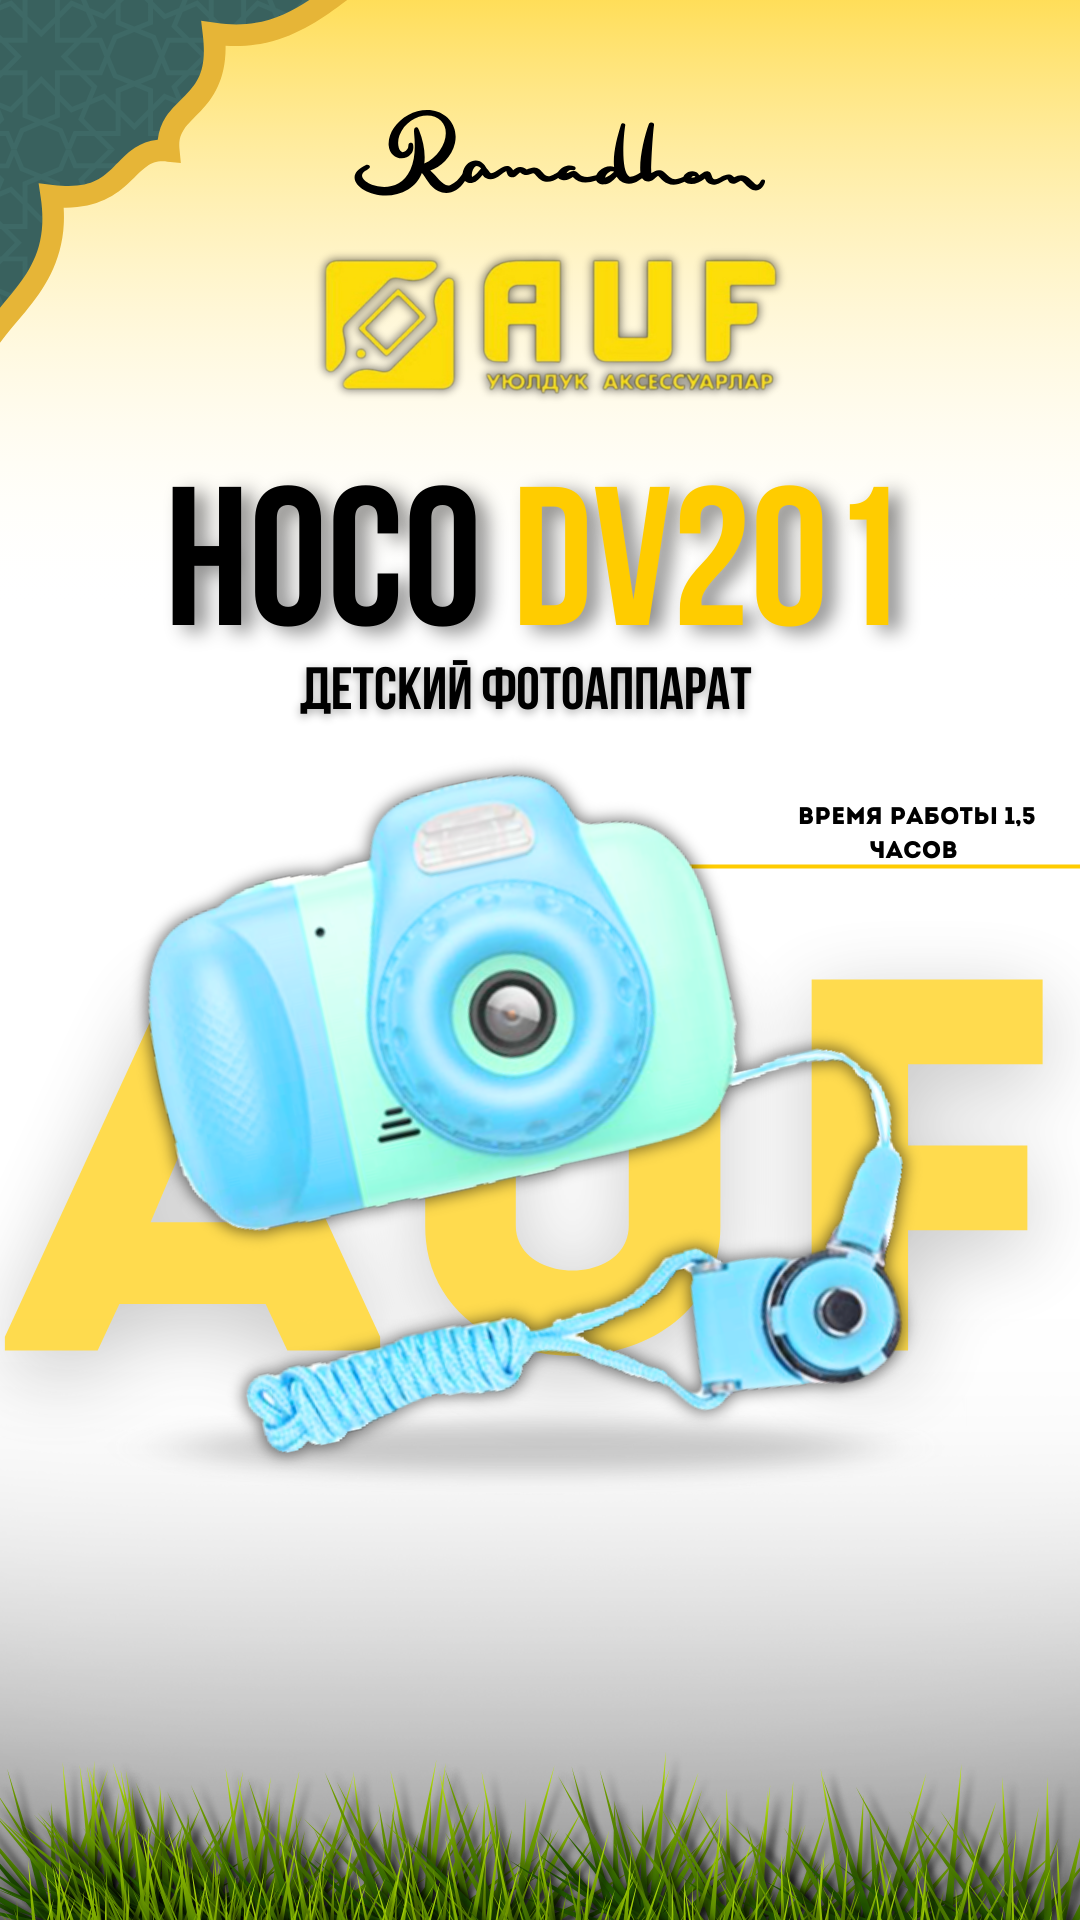 Ramadhan
AUF
УЮЛДУК АКСЕССУАРЛАР
HOCO DV201
ДЕТСКИЙ ФОТОАППАРАТ
ВРЕМЯ РАБОТЫ 1,5
ЧАСОВ
AUF